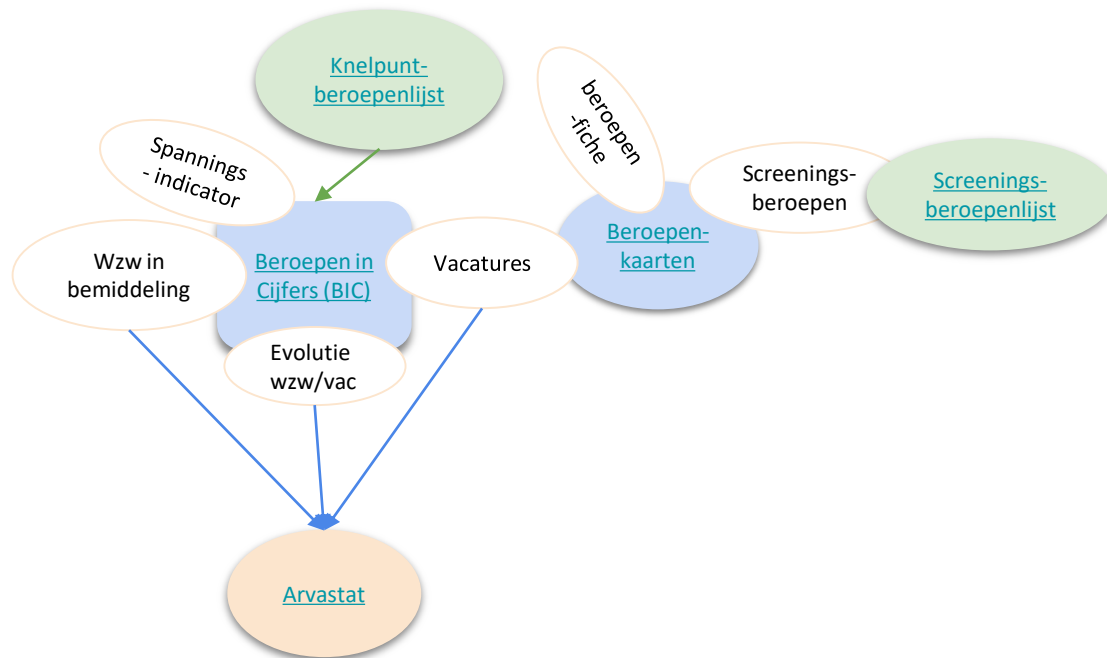 Knelpunt-
beroepenlijst
beroepen
-fiche
Spannings
- indicator
Screenings-
beroepen
Screenings-
beroepenlijst
Wzw in
bemiddeling
Beroepen in
Cijfers (BIC)
Vacatures
Beroepen-
kaarten
Evolutie
wzw/vac
Arvastat